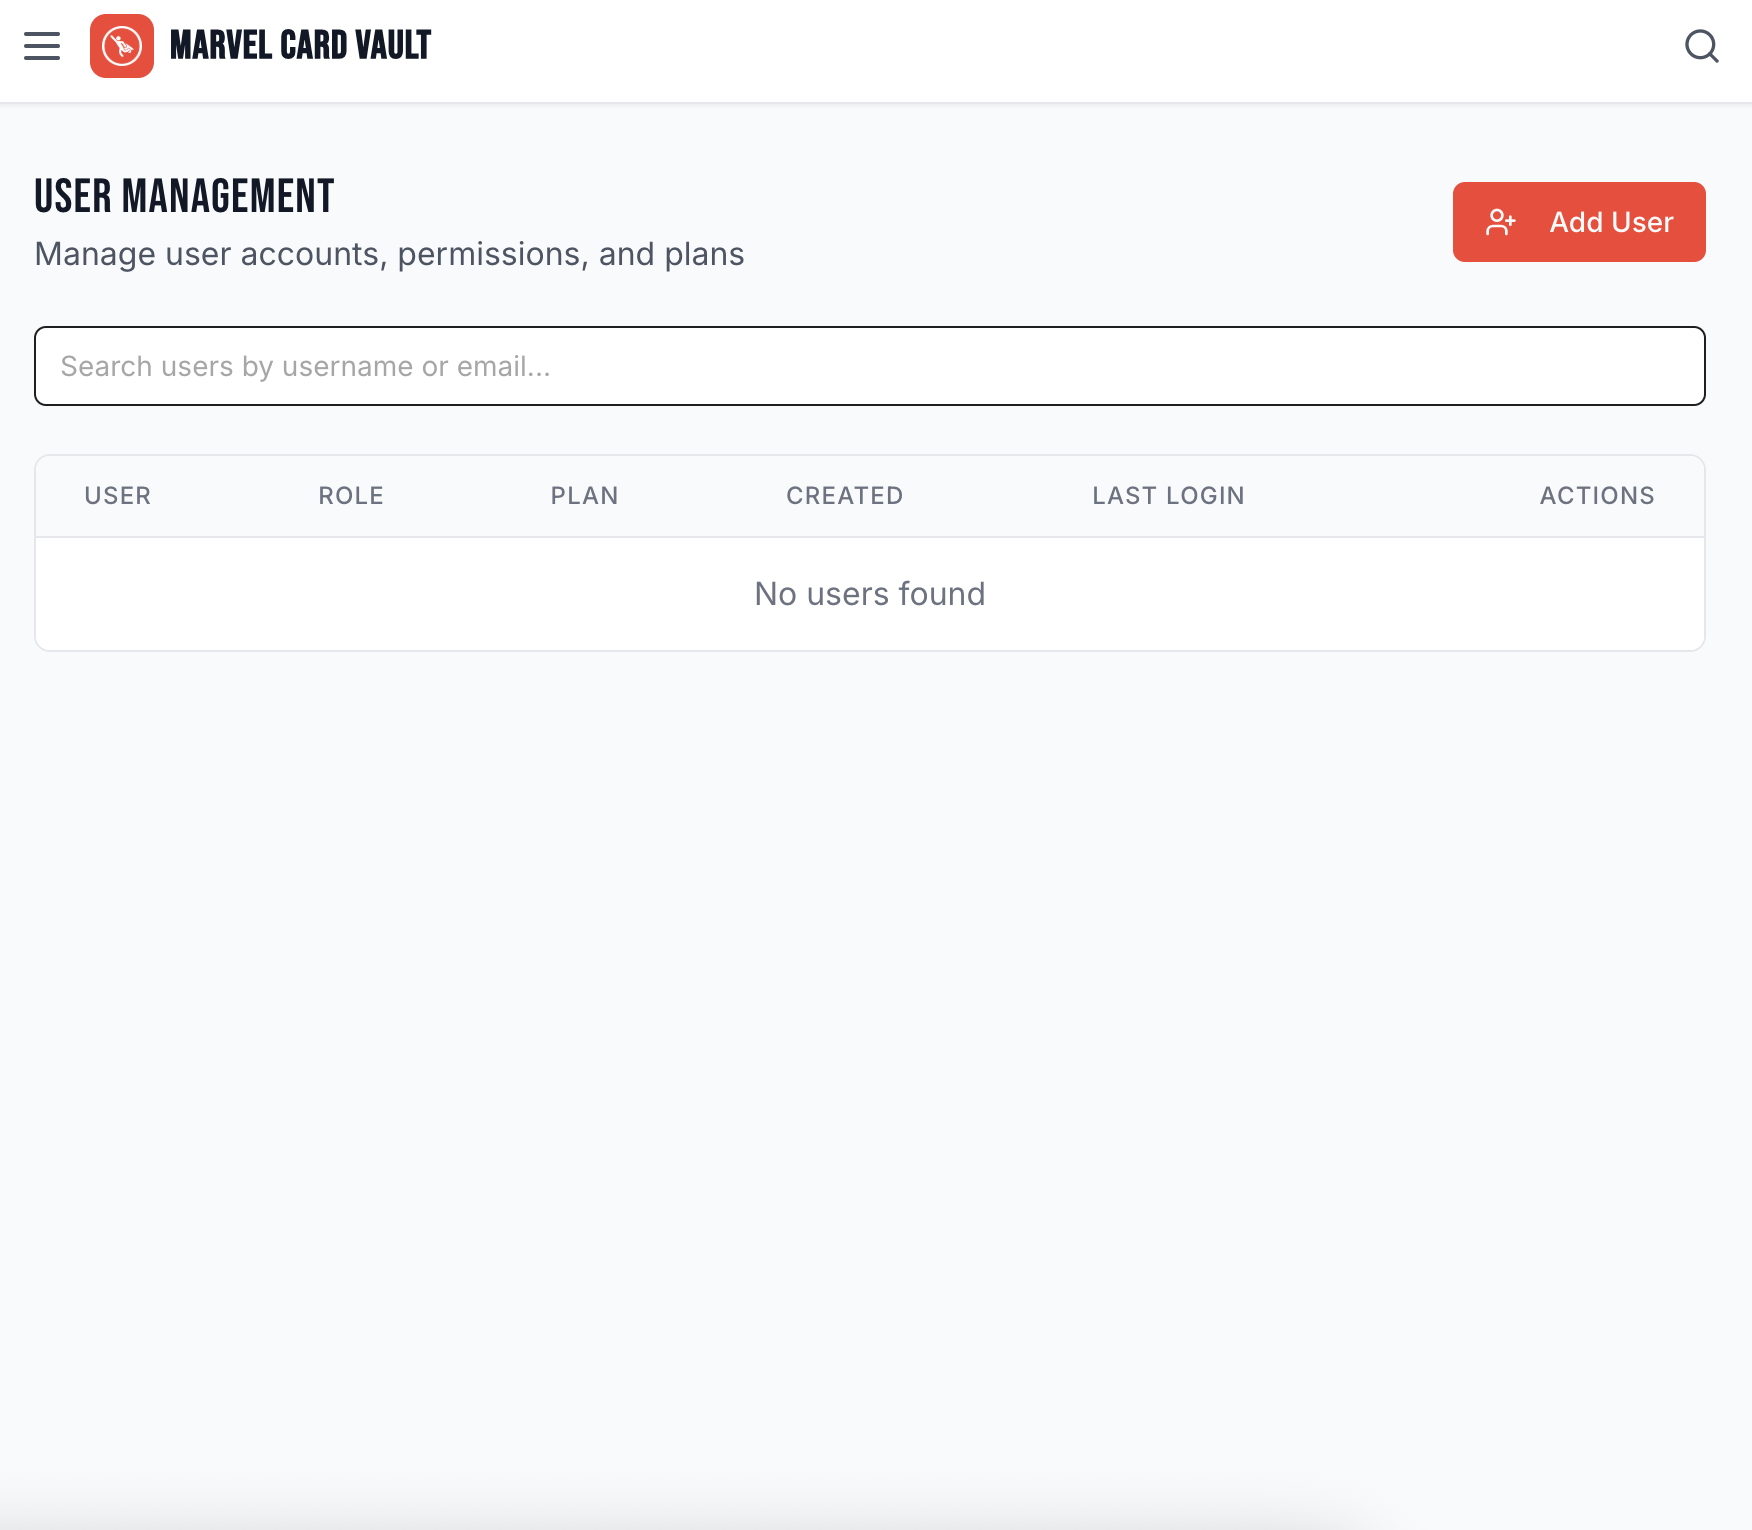 MARVEL CARD VAULT
USER MANAGEMENT
Manage user accounts, permissions, and plans
Add User
Search users by username or email...
USER ROLE PLAN CREATED LAST LOGIN ACTIONS
No users found